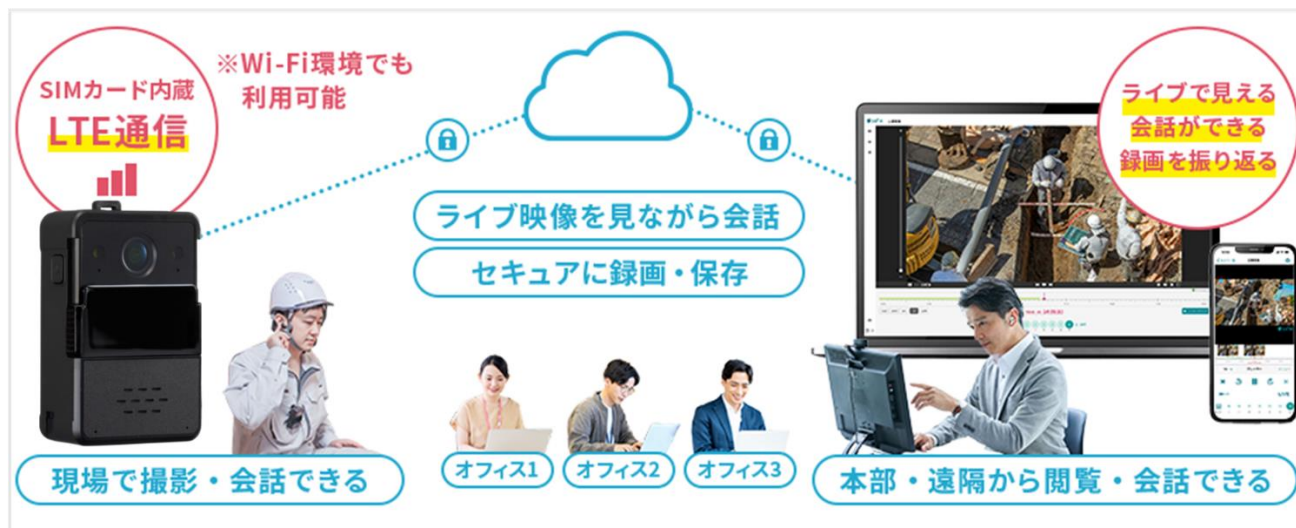 SIMカード内蔵
LTE通信
※Wi-Fi環境でも
利用可能
ライブで見える
会話ができる
録画を振り返る
ライブ映像を見ながら会話
セキュアに録画・保存
オフィス1
オフィス2
オフィス3
現場で撮影・会話できる
本部・遠隔から閲覧・会話できる